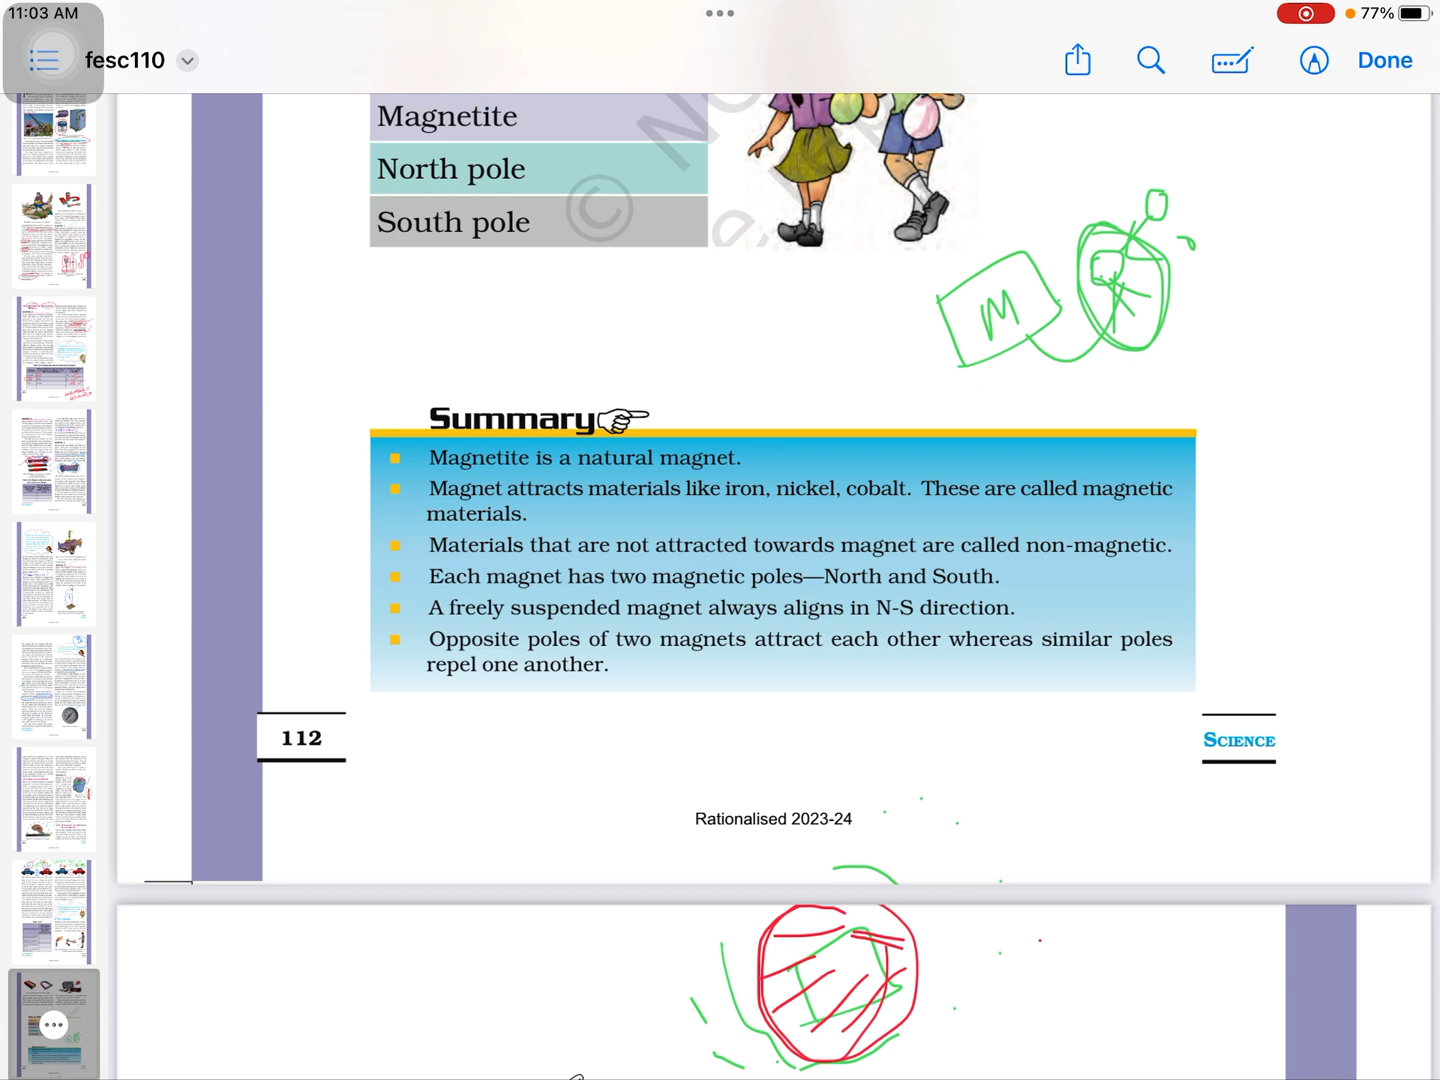 11:03 AM
77%
fesc110
Done
Magnetite
North pole
South pole
M
Summary
Magnetite is a natural magnet.
Magnet attracts materials like iron, nickel, cobalt. These are called magnetic
materials.
Materials that are not attracted towards magnet are called non-magnetic.
Each magnet has two magnetic poles—North and South.
A freely suspended magnet always aligns in N-S direction.
Opposite poles of two magnets attract each other whereas similar poles
repel one another.
112
SCIENCE
Rationalised 2023-24